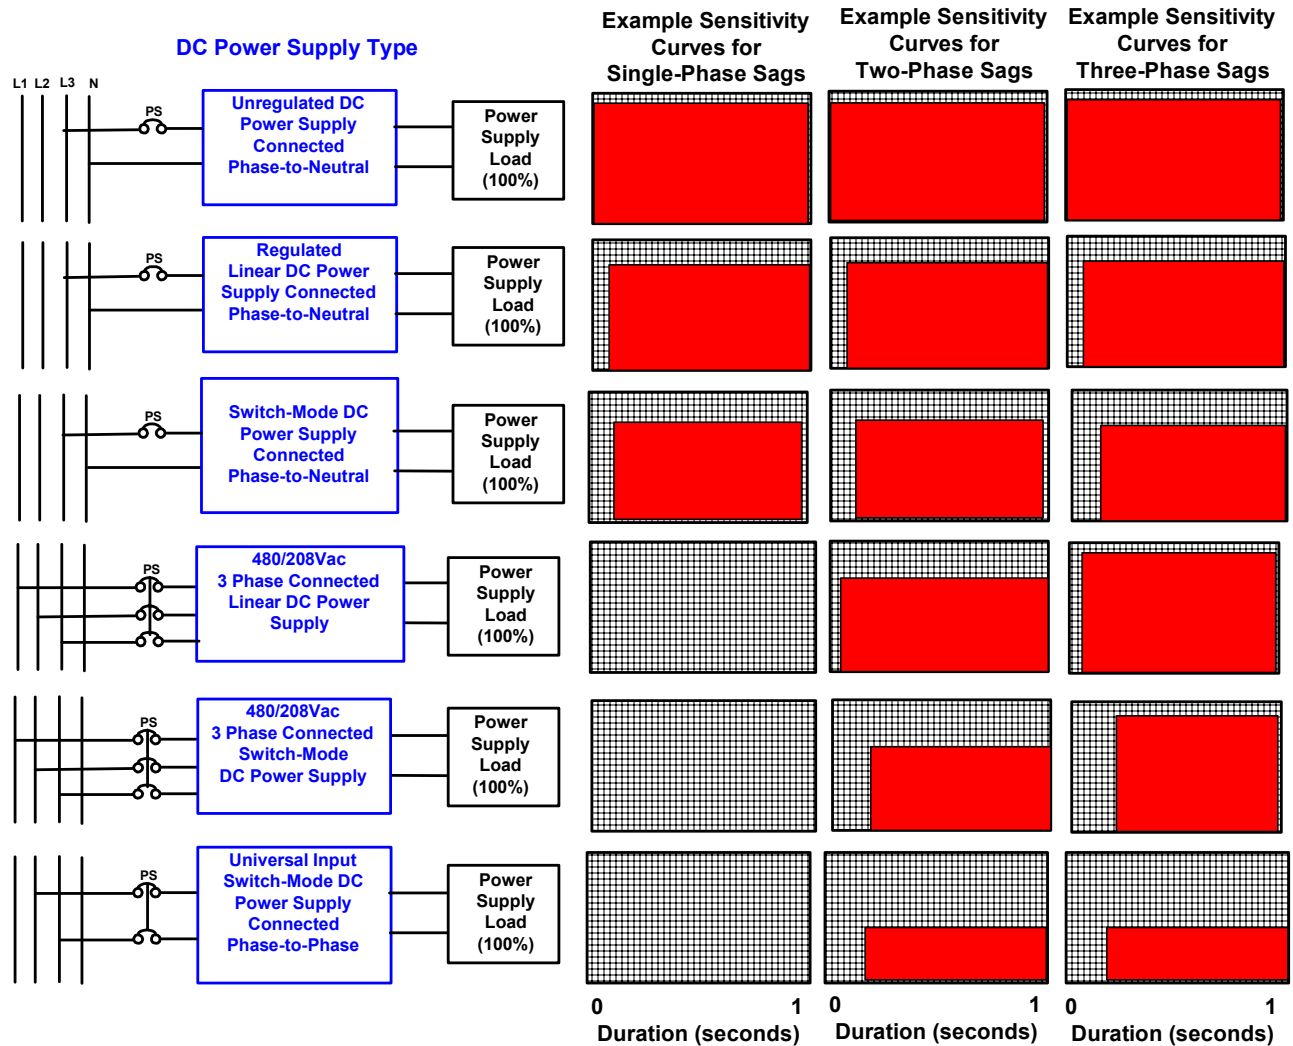 DC Power Supply Type
Example Sensitivity
Curves for
Single-Phase Sags
Example Sensitivity
Curves for
Two-Phase Sags
Example Sensitivity
Curves for
Three-Phase Sags
L1 L2 L3 N
PS
Unregulated DC
Power Supply
Connected
Phase-to-Neutral
Power
Supply
Load
(100%)
PS
Regulated
Linear DC Power
Supply Connected
Phase-to-Neutral
Power
Supply
Load
(100%)
PS
Switch-Mode DC
Power Supply
Connected
Phase-to-Neutral
Power
Supply
Load
(100%)
PS
480/208Vac
3 Phase Connected
Linear DC Power
Supply
Power
Supply
Load
(100%)
PS
480/208Vac
3 Phase Connected
Switch-Mode
DC Power Supply
Power
Supply
Load
(100%)
PS
Universal Input
Switch-Mode DC
Power Supply
Connected
Phase-to-Phase
Power
Supply
Load
(100%)
0 1
Duration (seconds)
0 1
Duration (seconds)
0 1
Duration (seconds)